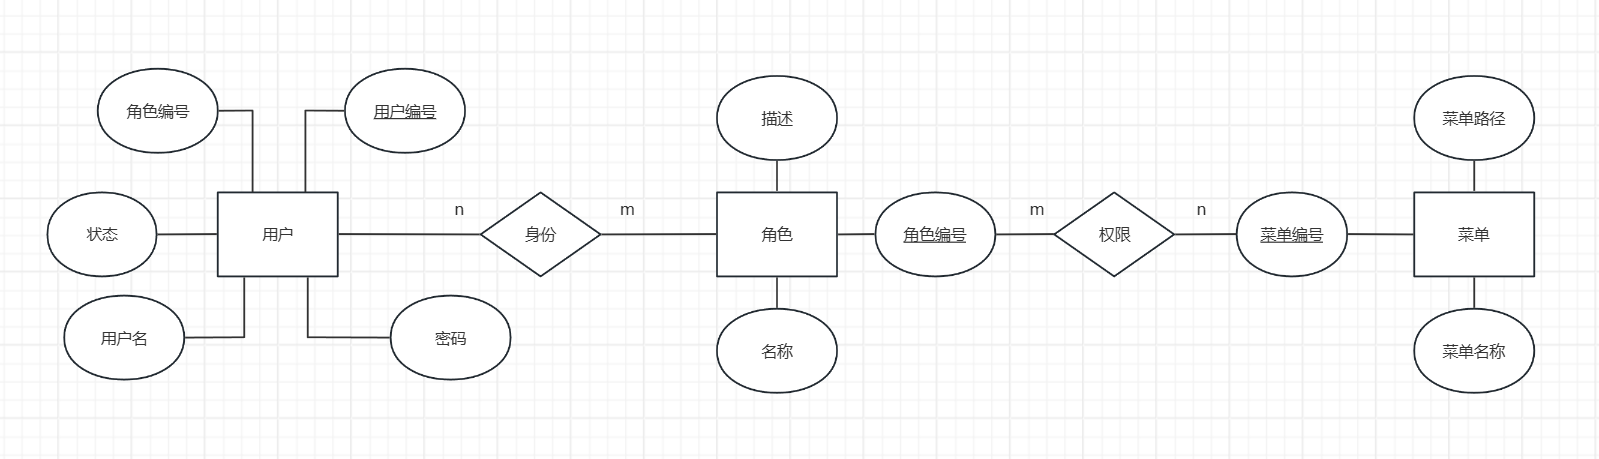 角色编号
用户编号
描述
菜单路径
状态
用户
n
身份
m
角色
角色编号
m
权限
n
菜单编号
菜单
用户名
密码
名称
菜单名称